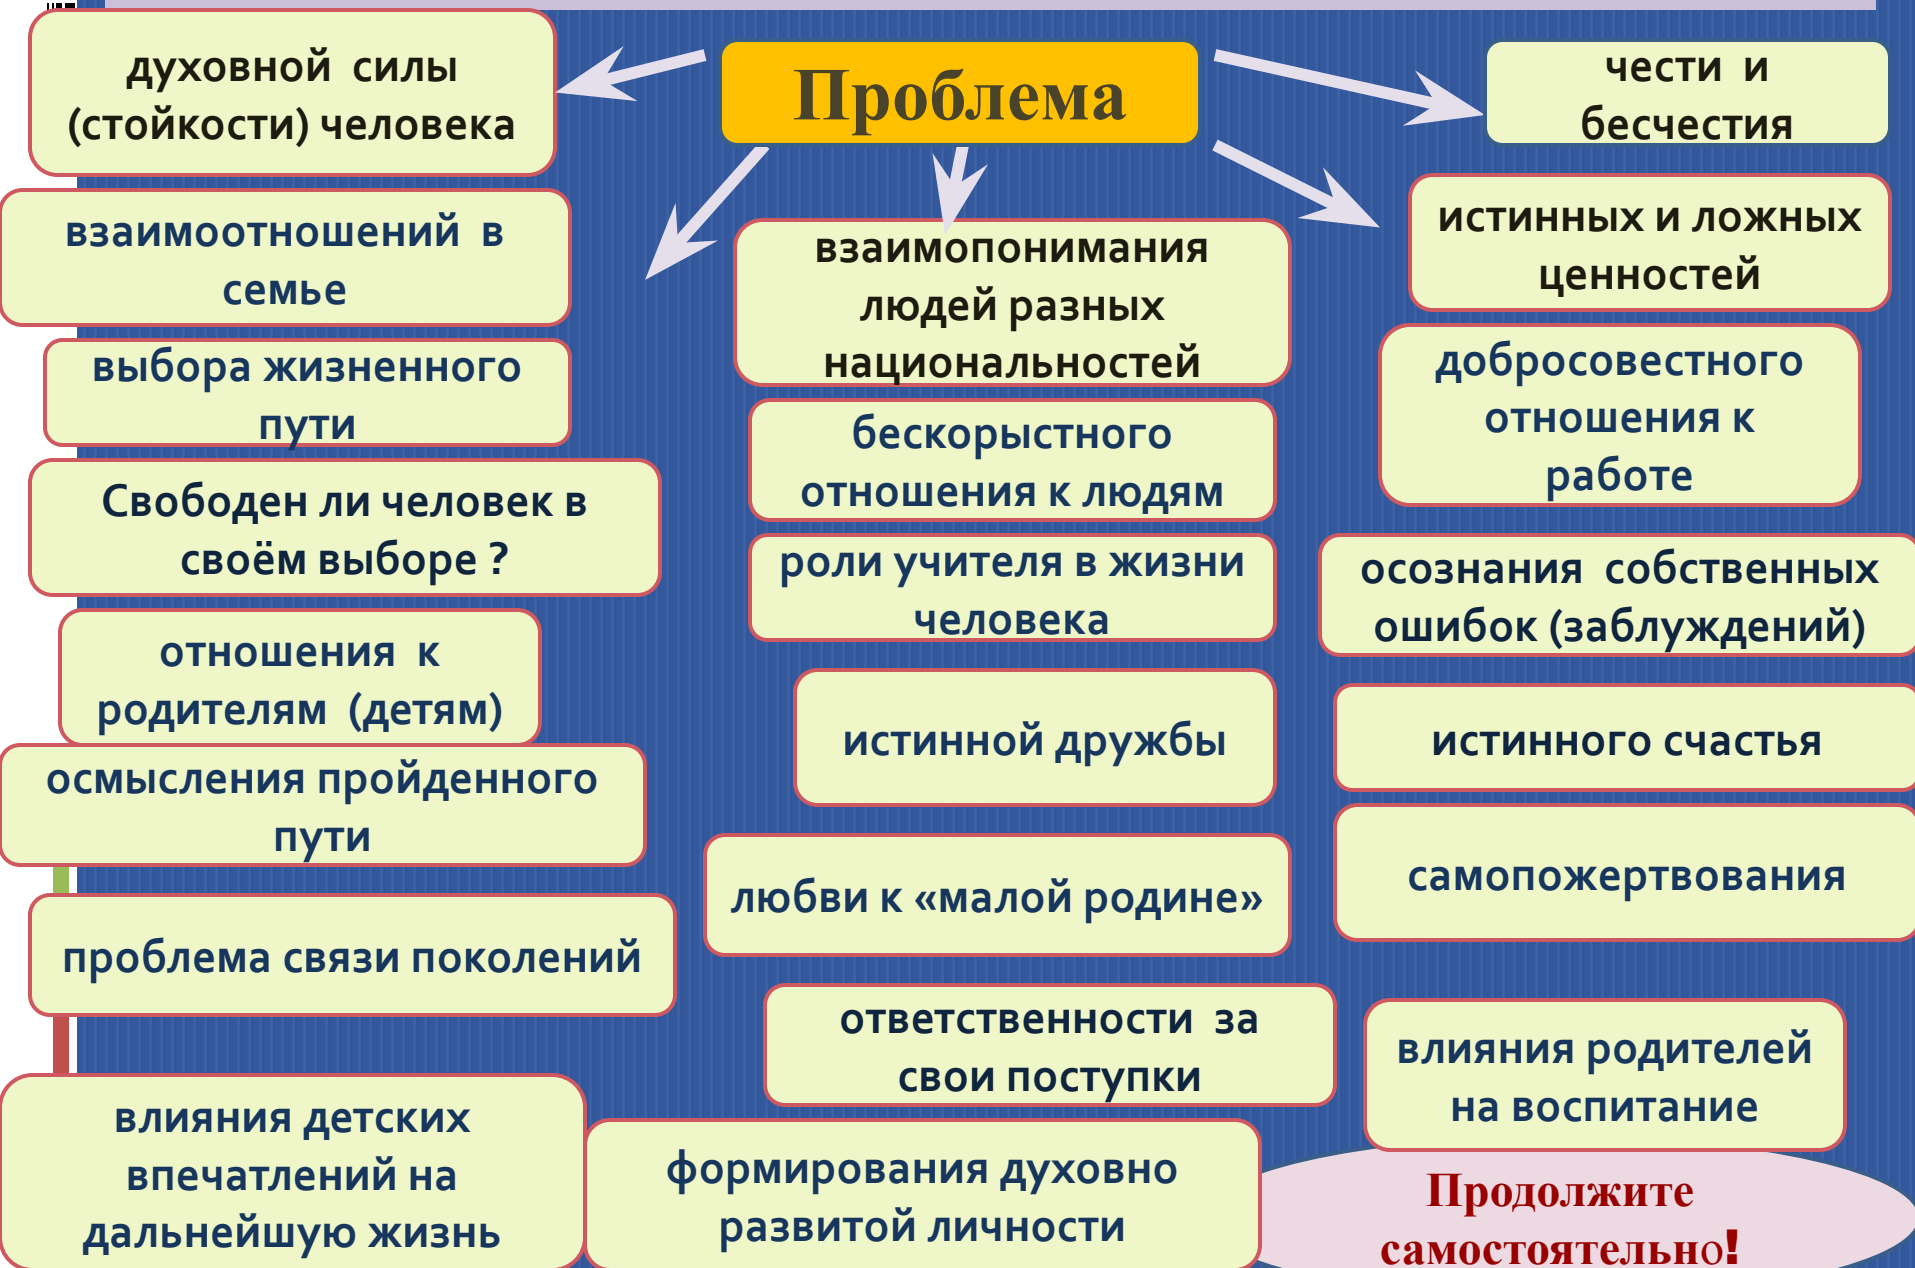 Проблема
духовной силы
(стойкости) человека
взаимоотношений в
семье
выбора жизненного
пути
Свободен ли человек в
своём выборе ?
отношения к
родителям (детям)
осмысления пройденного
пути
проблема связи поколений
влияния детских
впечатлений на
дальнейшую жизнь
взаимопонимания
людей разных
национальностей
бескорыстного
отношения к людям
роли учителя в жизни
человека
истинной дружбы
любви к «малой родине»
ответственности за
свои поступки
формирования духовно
развитой личности
чести и
бесчестия
истинных и ложных
ценностей
добросовестного
отношения к
работе
осознания собственных
ошибок (заблуждений)
истинного счастья
самопожертвования
влияния родителей
на воспитание
Продолжите
самостоятельно!